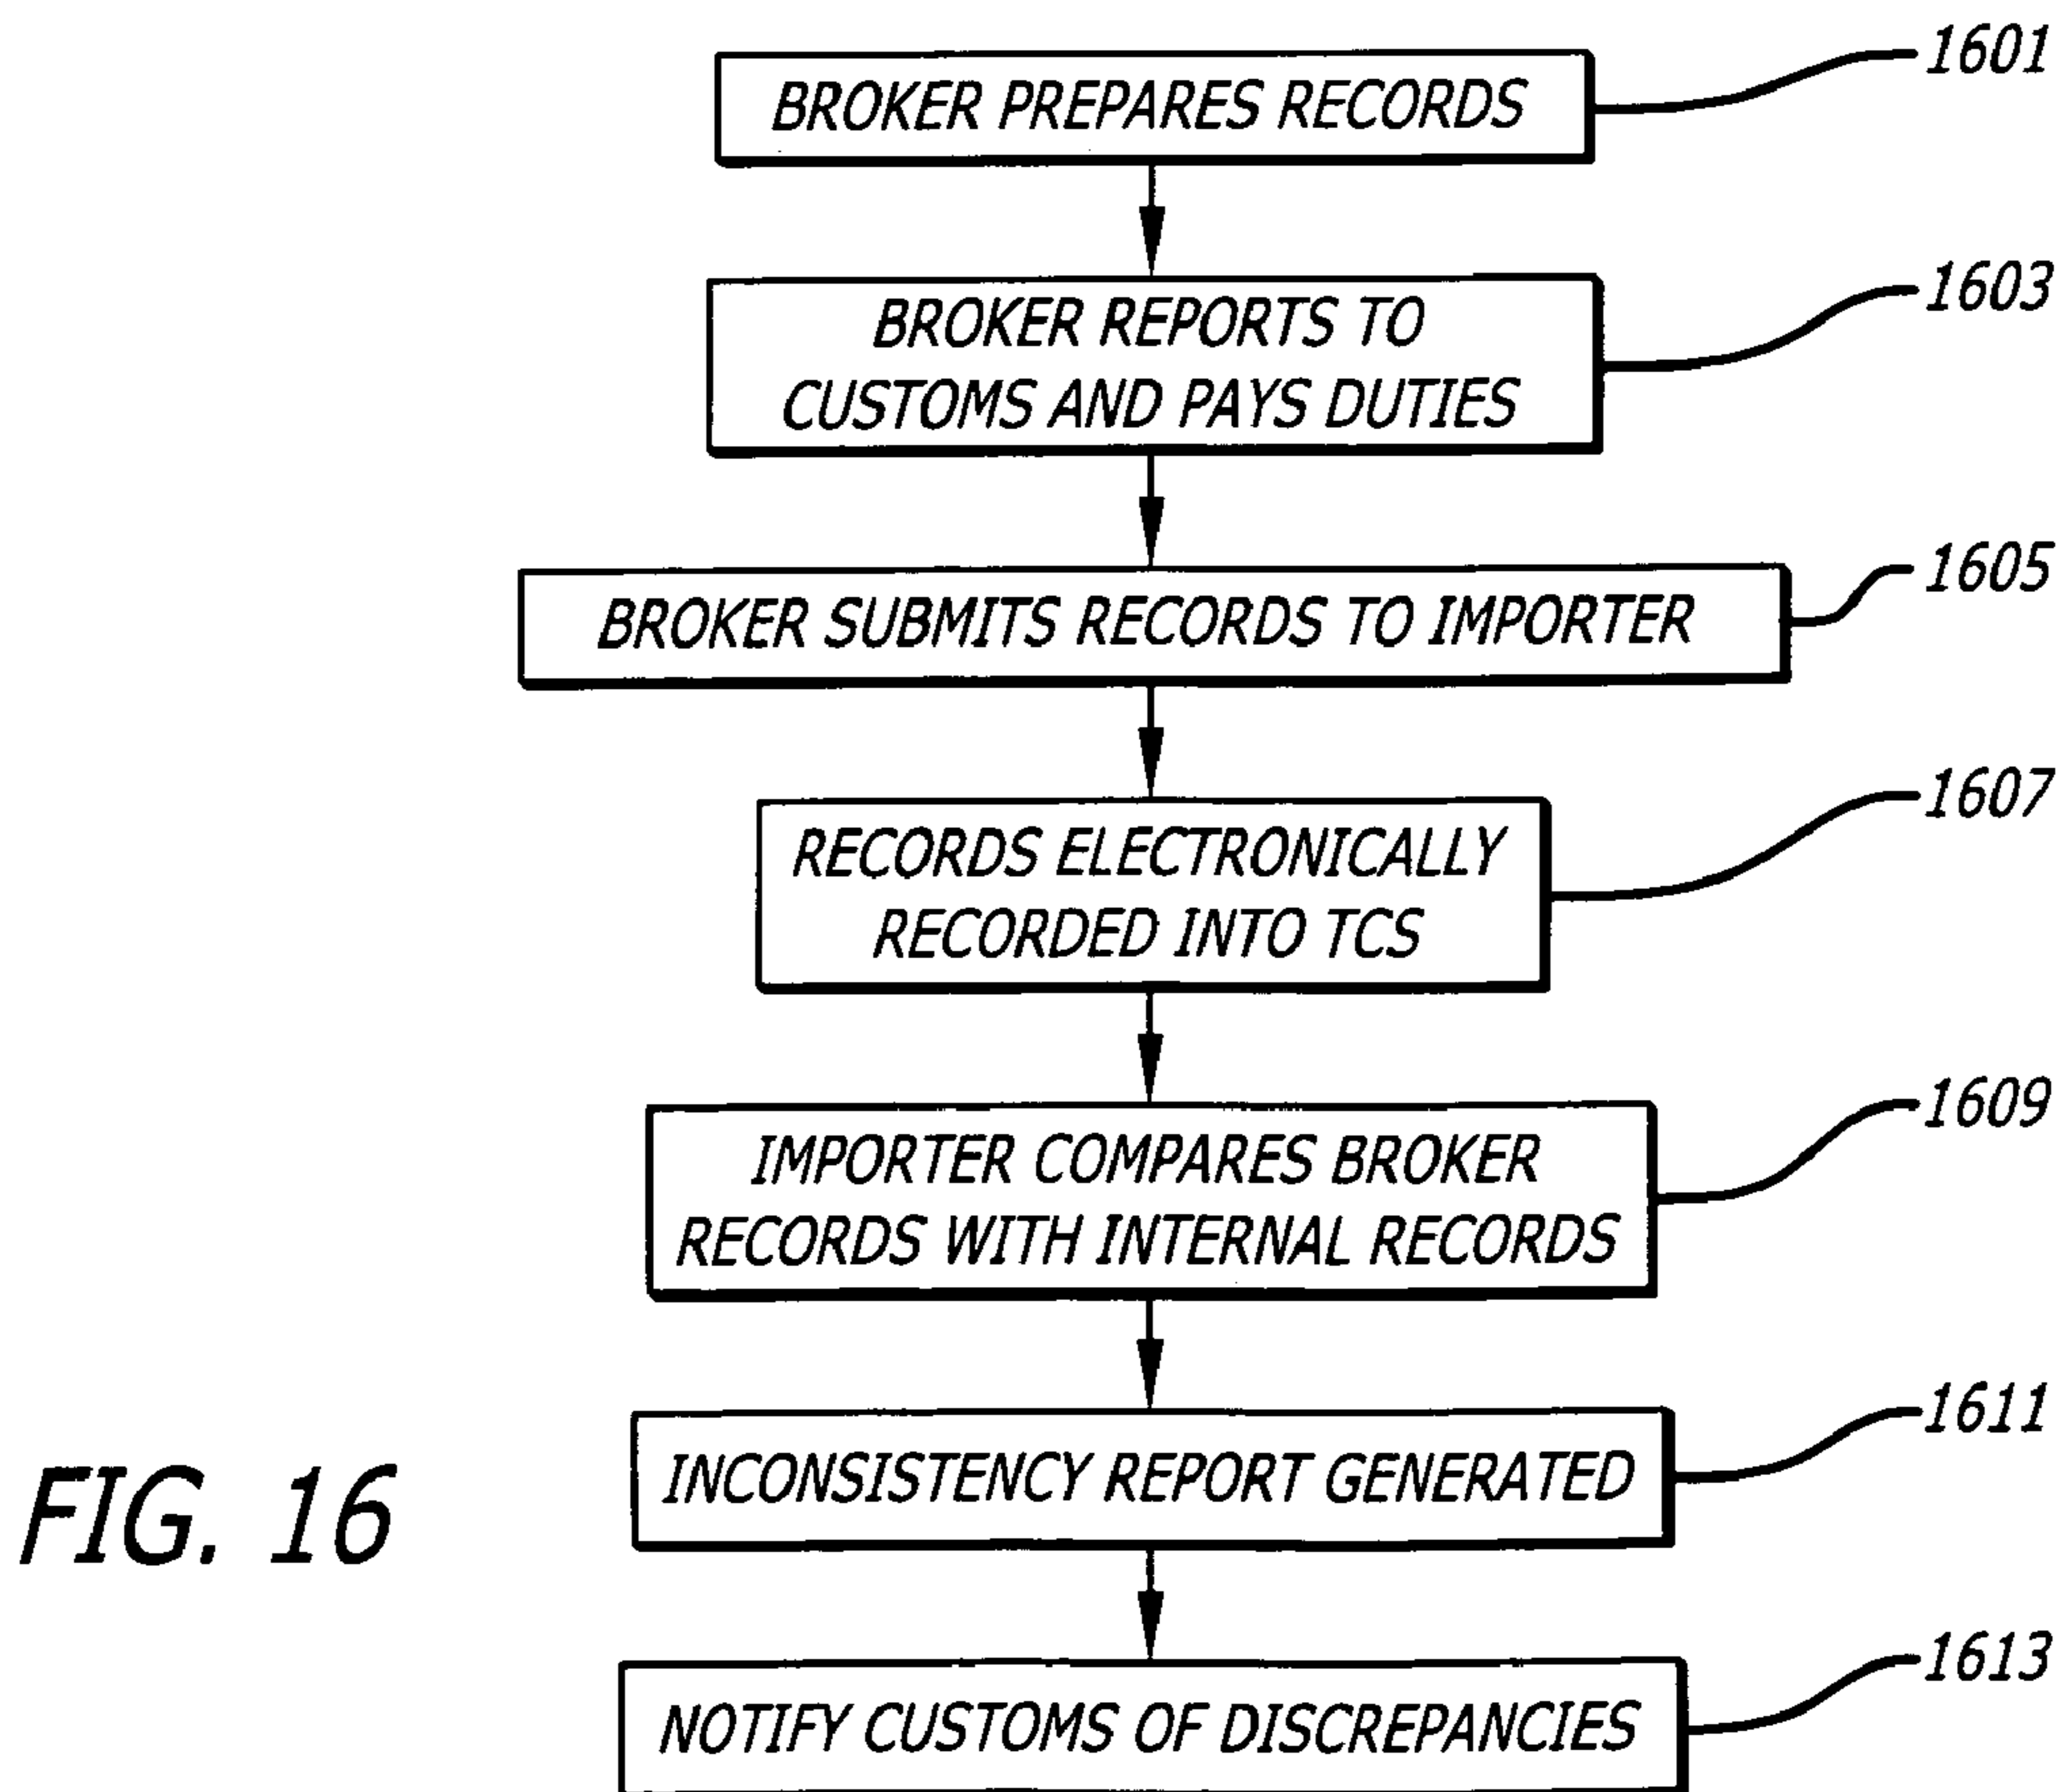 1601
BROKER PREPARES RECORDS
1603
BROKER REPORTS TO
CUSTOMS AND PAYS DUTIES
1605
BROKER SUBMITS RECORDS TO IMPORTER
1607
RECORDS ELECTRONICALLY
RECORDED INTO TCS
1609
IMPORTER COMPARES BROKER
RECORDS WITH INTERNAL RECORDS
1611
INCONSISTENCY REPORT GENERATED
FIG. 16
1613
NOTIFY CUSTOMS OF DISCREPANCIES